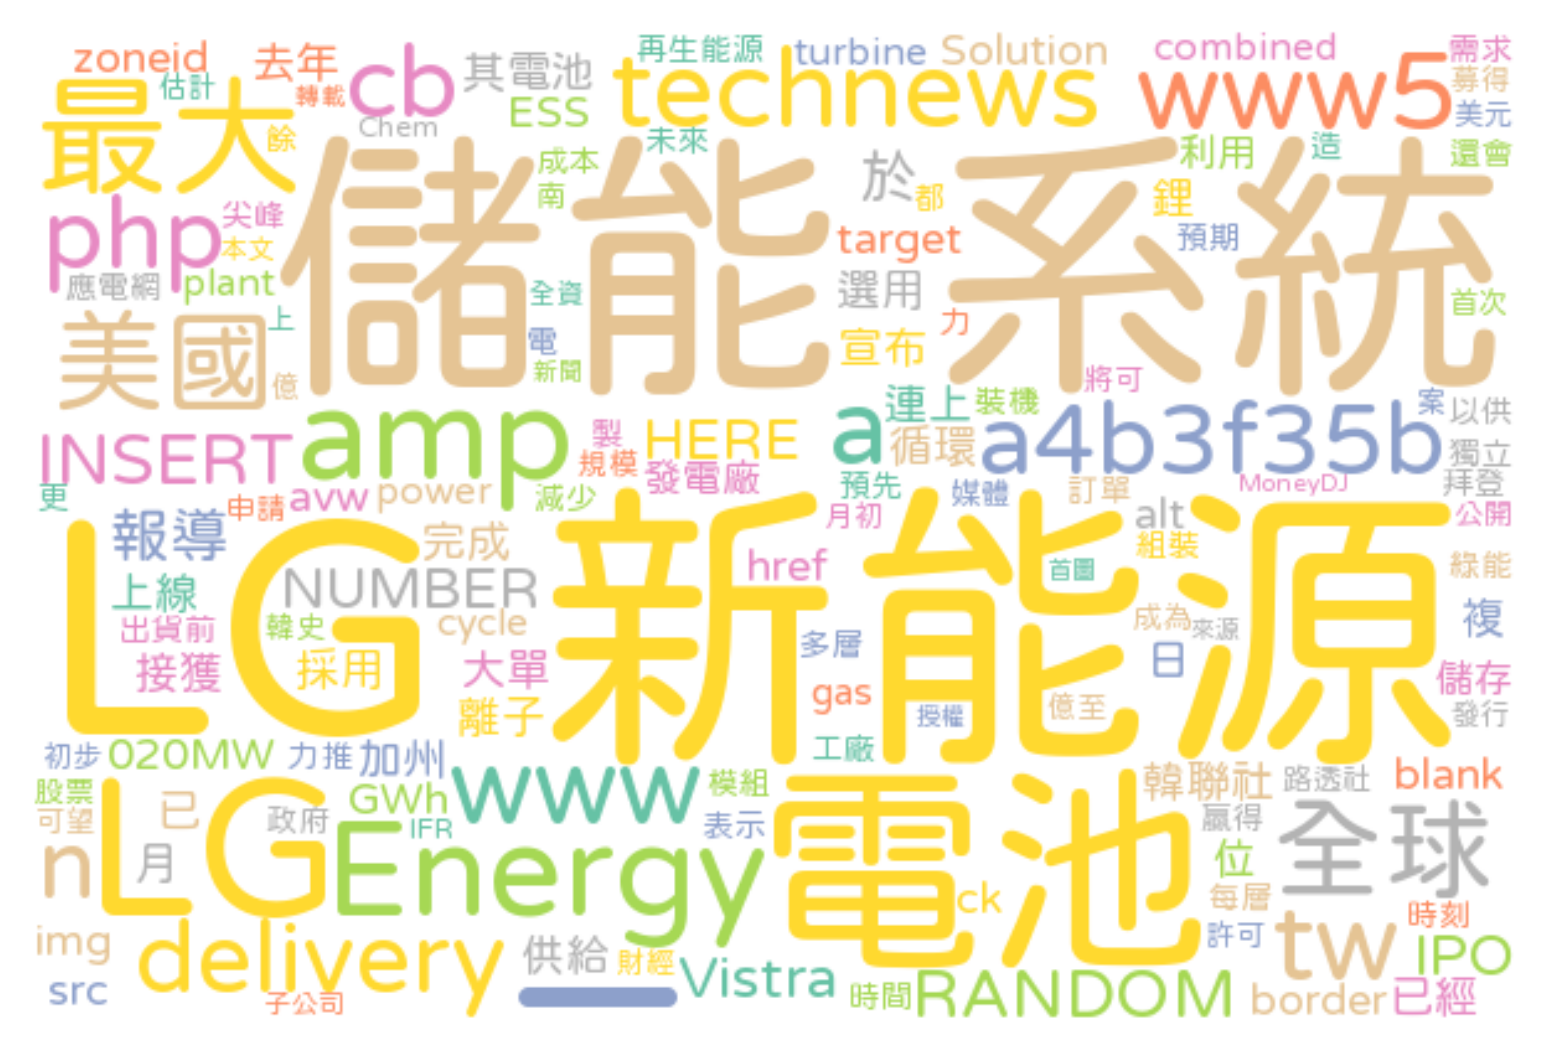 zoneid 去年 cb 其電池 再生能源 turbine Solution combined 需求
估計 轉載 ESS technews www5 募得
最大 餘 Chem 成本 未來 利用 造 美元
儲能系統 南 於 都 鋰 還會
php 尖峰 本文 target 預期
應電網 plant 全資 選用 首次
美國 上 億 電 新聞 宣布 力 將可
INSERT amp 製 HERE a 連上 裝機 a4b3f35b 案 以供
規模 發電廠 循環 獨立
更 申請 avw power 減少 預先 媒體 訂單 MoneyDJ 拜登
LG新能源 報導 完成 月初 alt 組裝 公開
上線 NUMBER href 首圖 綠能
出貨前 韓史 cycle 多層 成為 來源 複
接獲 採用 大單 日 儲存
離子 gas 授權 億至 發行
初步 020MW 力推 加州 www 工廠 模組 韓聯社 路透社 blank
股票 可望 已 政府 GWh IFR 表示 電池 贏得 全球
n LG 月 Energy 位
ck 每層 時刻
img delivery 供給 財經 許可 tw IPO
src 子公司 Vistra 時間 RANDOM border 已經